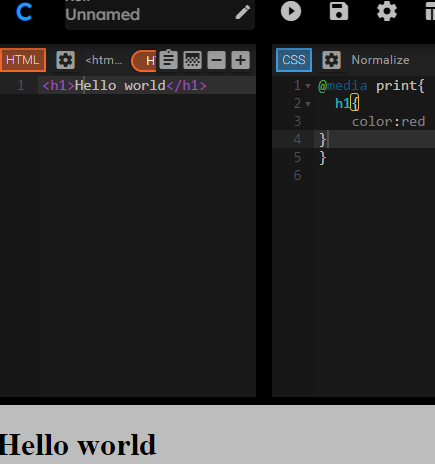 Unnamed
HTML <htm... H
1 <h1>Hello world</h1>
CSS Normalize
1 @media print{
2 h1{
3 color:red
4 }
5 }
6
Hello world